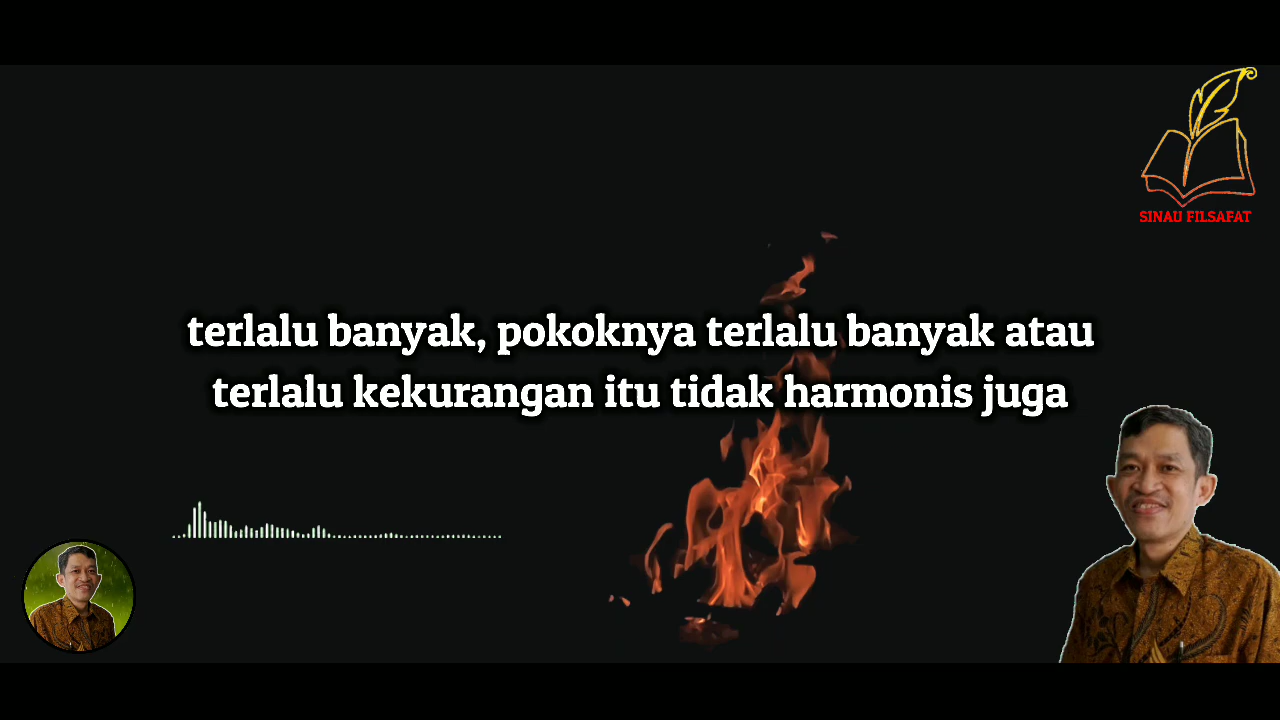 SINAU FILSAFAT
terlalu banyak, pokoknya terlalu banyak atau
terlalu kekurangan itu tidak harmonis juga